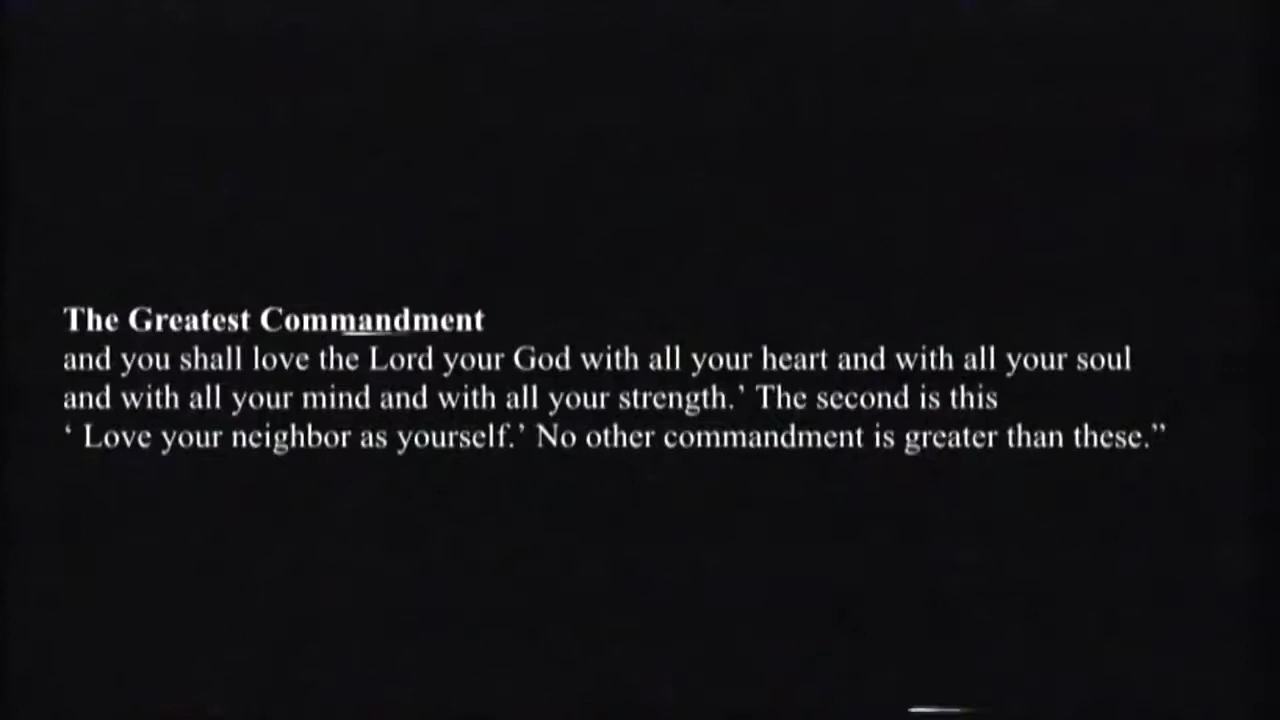 The Greatest Commandment
and you shall love the Lord your God with all your heart and with all your soul
and with all your mind and with all your strength.’ The second is this
‘ Love your neighbor as yourself.’ No other commandment is greater than these.”